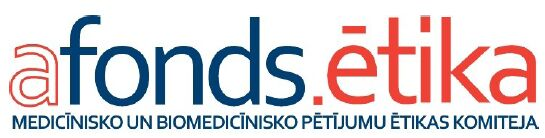 afonds.ētika
MEDICĪNISKO UN BIOMEDICĪNISKO PĒTĪJUMU ĒTIKAS KOMITEJA